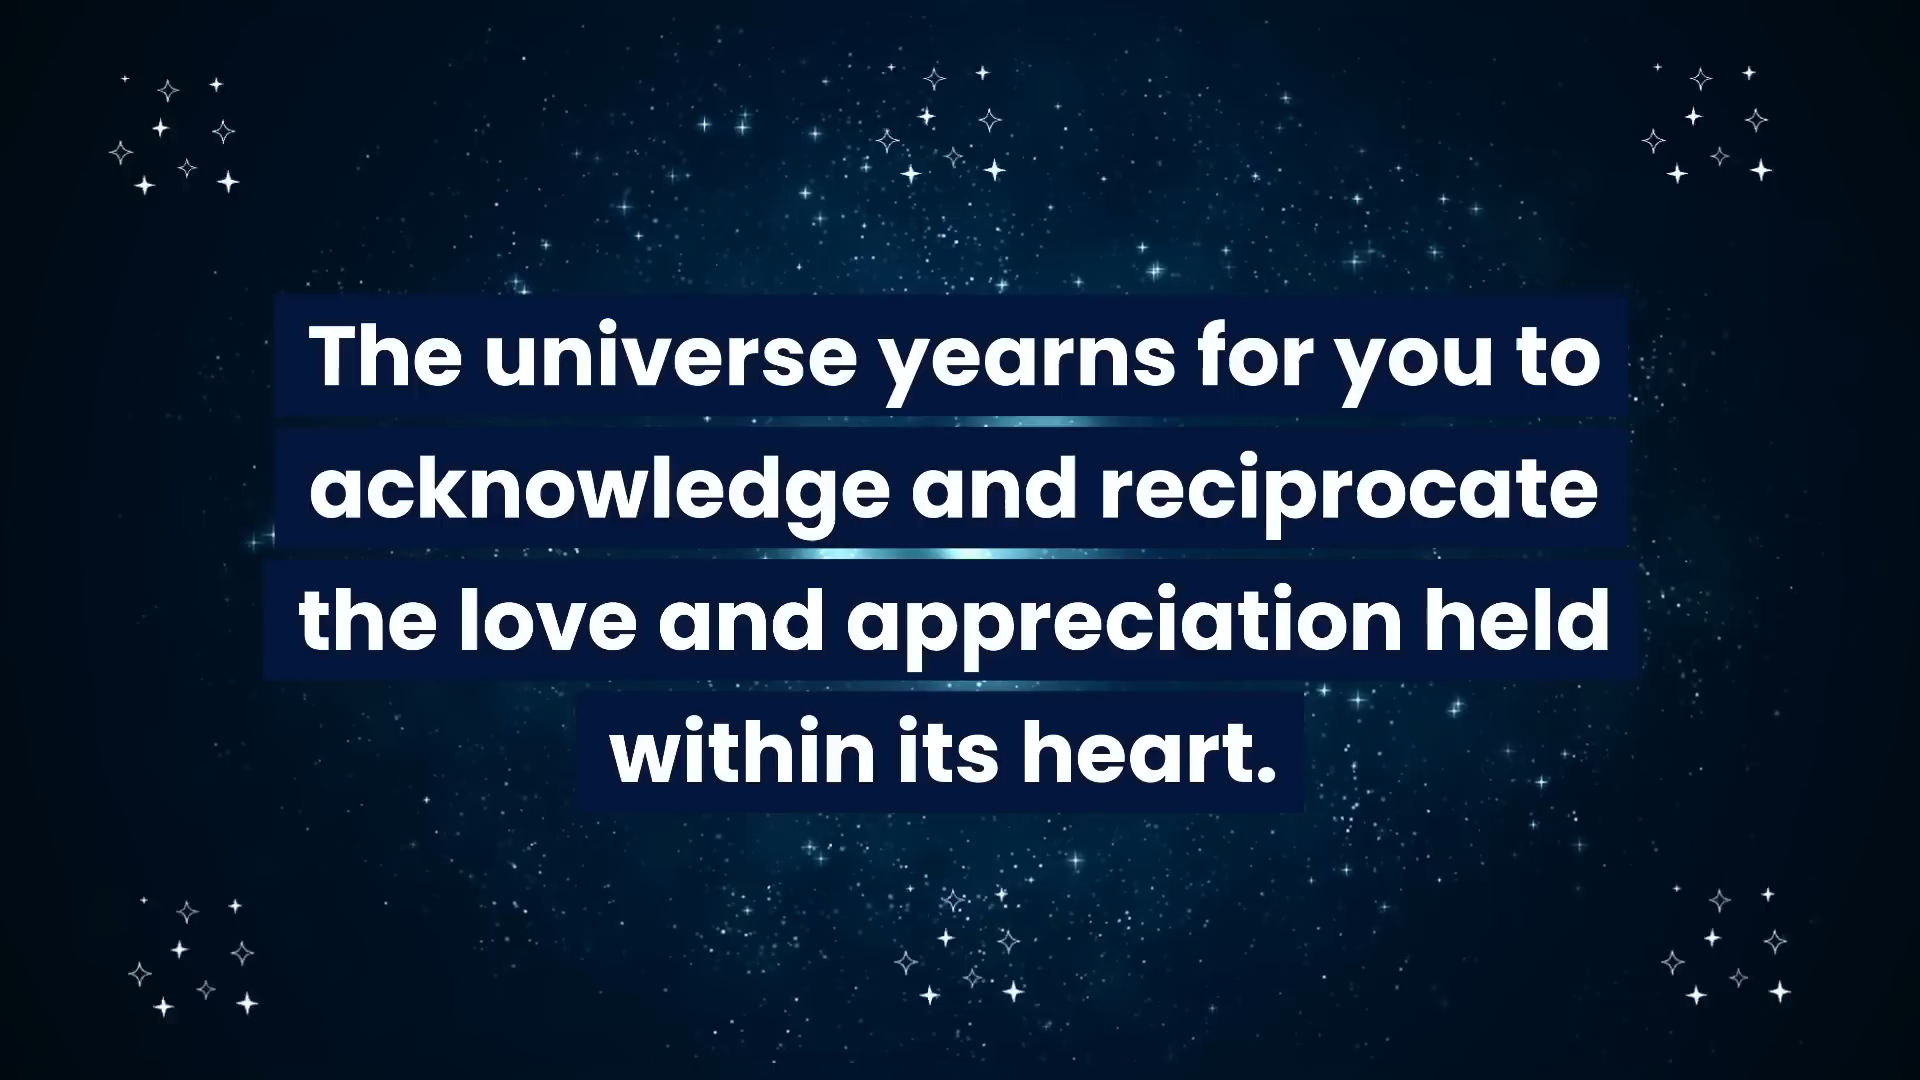 The universe yearns for you to
acknowledge and reciprocate
the love and appreciation held
within its heart.